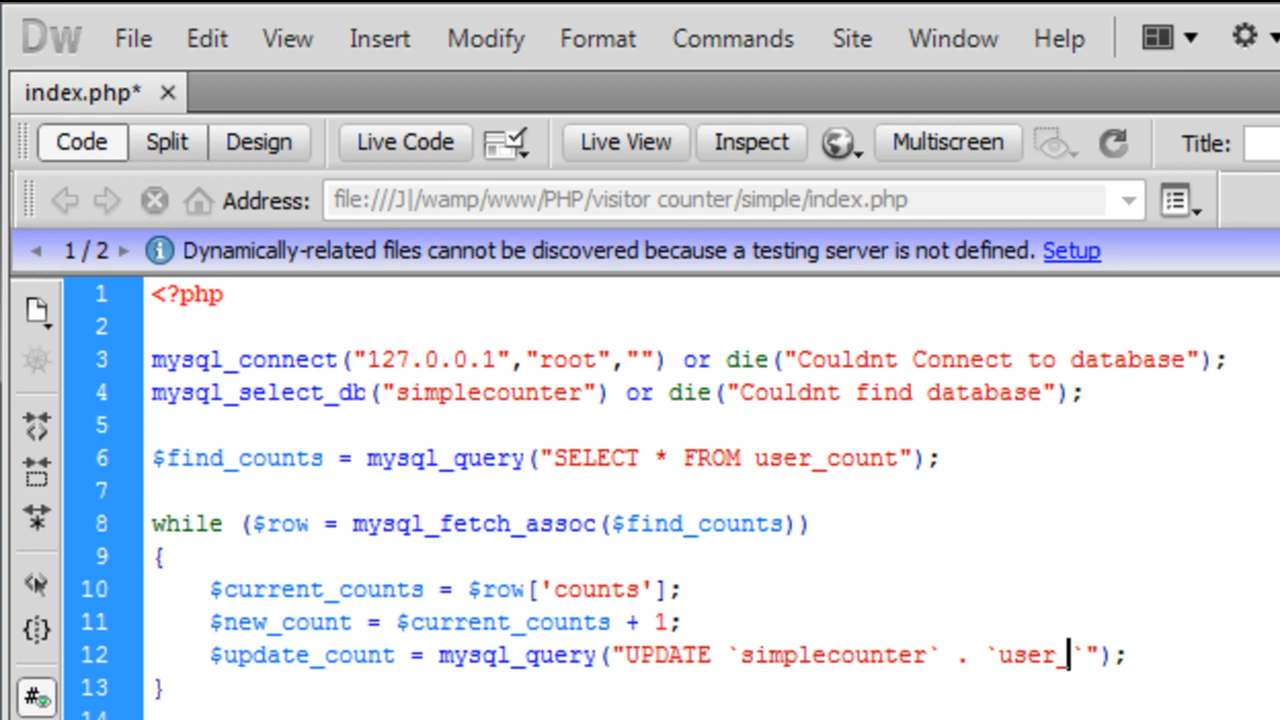 Dw File Edit View Insert Modify Format Commands Site Window Help
index.php*
Code Split Design Live Code Live View Inspect Multiscreen Title:
Address: file:///J|/wamp/www/PHP/visitor counter/simple/index.php
1 / 2 Dynamically-related files cannot be discovered because a testing server is not defined. Setup
1 <?php
2
3 mysql_connect("127.0.0.1","root","") or die("Couldnt Connect to database");
4 mysql_select_db("simplecounter") or die("Couldnt find database");
5
6 $find_counts = mysql_query("SELECT * FROM user_count");
7
8 while ($row = mysql_fetch_assoc($find_counts))
9 {
10 $current_counts = $row['counts'];
11 $new_count = $current_counts + 1;
12 $update_count = mysql_query("UPDATE `simplecounter` . `user_`");
13 }
14